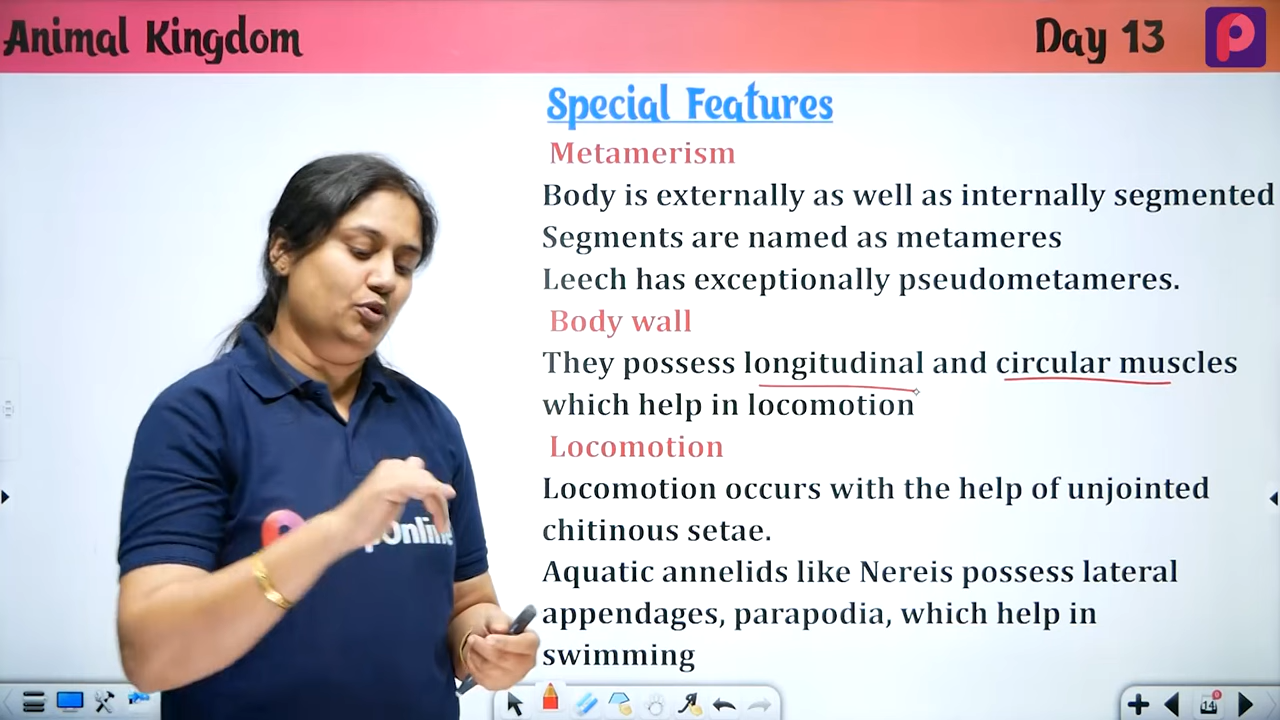 Animal Kingdom
Day 13
Special Features
Metamerism
Body is externally as well as internally segmented
Segments are named as metameres
Leech has exceptionally pseudometameres.
Body wall
They possess longitudinal and circular muscles
which help in locomotion
Locomotion
Locomotion occurs with the help of unjointed
chitinous setae.
Aquatic annelids like Nereis possess lateral
appendages, parapodia, which help in
swimming
14